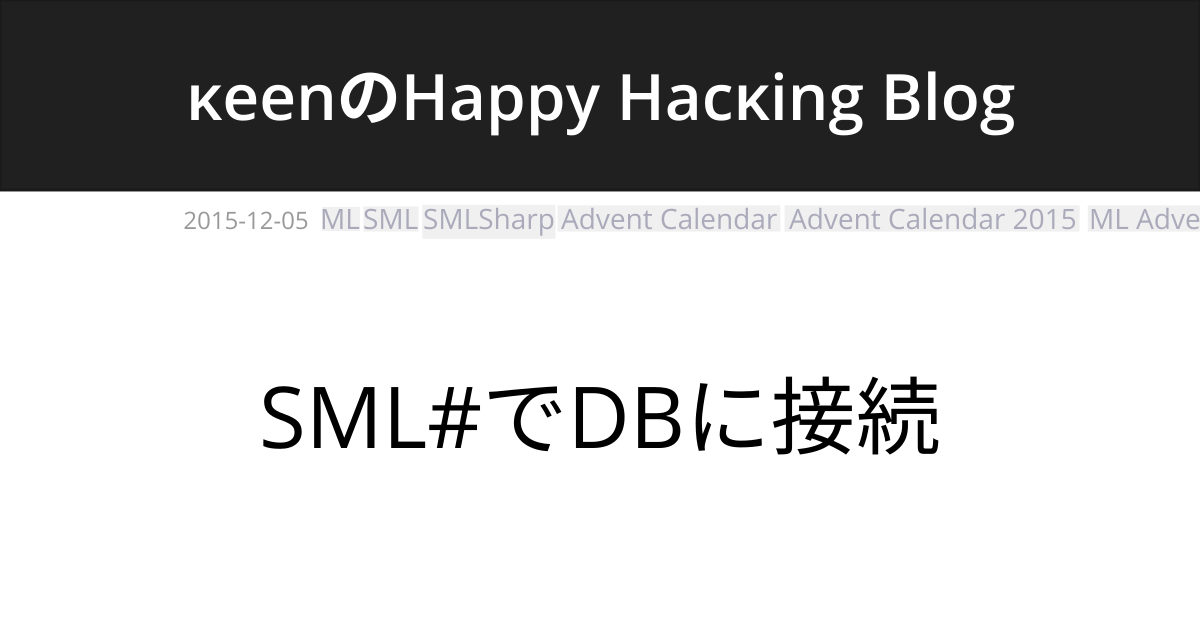 κeenのHappy Hacκing Blog
2015-12-05 ML SML SMLSharp Advent Calendar Advent Calendar 2015 ML Adve
SML#でDBに接続